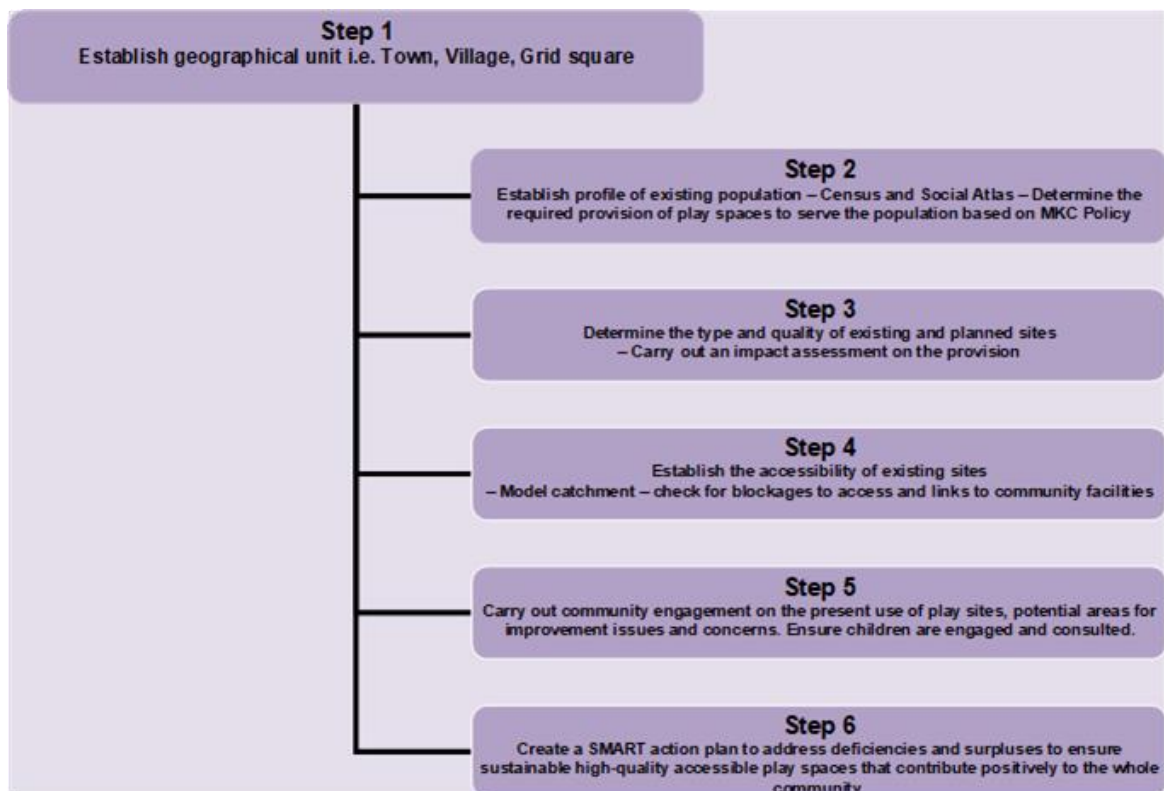 Step 1
Establish geographical unit i.e. Town, Village, Grid square
Step 2
Establish profile of existing population – Census and Social Atlas – Determine the
required provision of play spaces to serve the population based on MKC Policy
Step 3
Determine the type and quality of existing and planned sites
– Carry out an impact assessment on the provision
Step 4
Establish the accessibility of existing sites
– Model catchment – check for blockages to access and links to community facilities
Step 5
Carry out community engagement on the present use of play sites, potential areas for
improvement issues and concerns. Ensure children are engaged and consulted.
Step 6
Create a SMART action plan to address deficiencies and surpluses to ensure
sustainable high-quality accessible play spaces that contribute positively to the whole
community